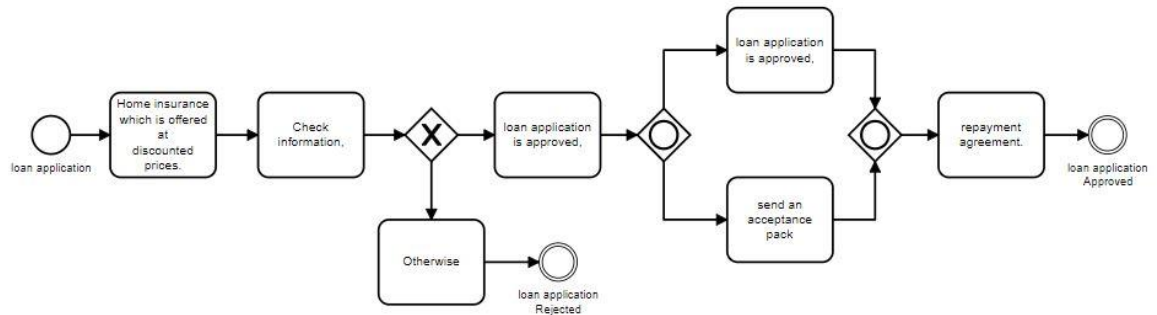 loan application
Home insurance
which is offered
at
discounted
prices.
Check
information,
X
loan application
is approved,
loan application
is approved,
send an
acceptance
pack
repayment
agreement.
loan application
Approved
Otherwise
loan application
Rejected